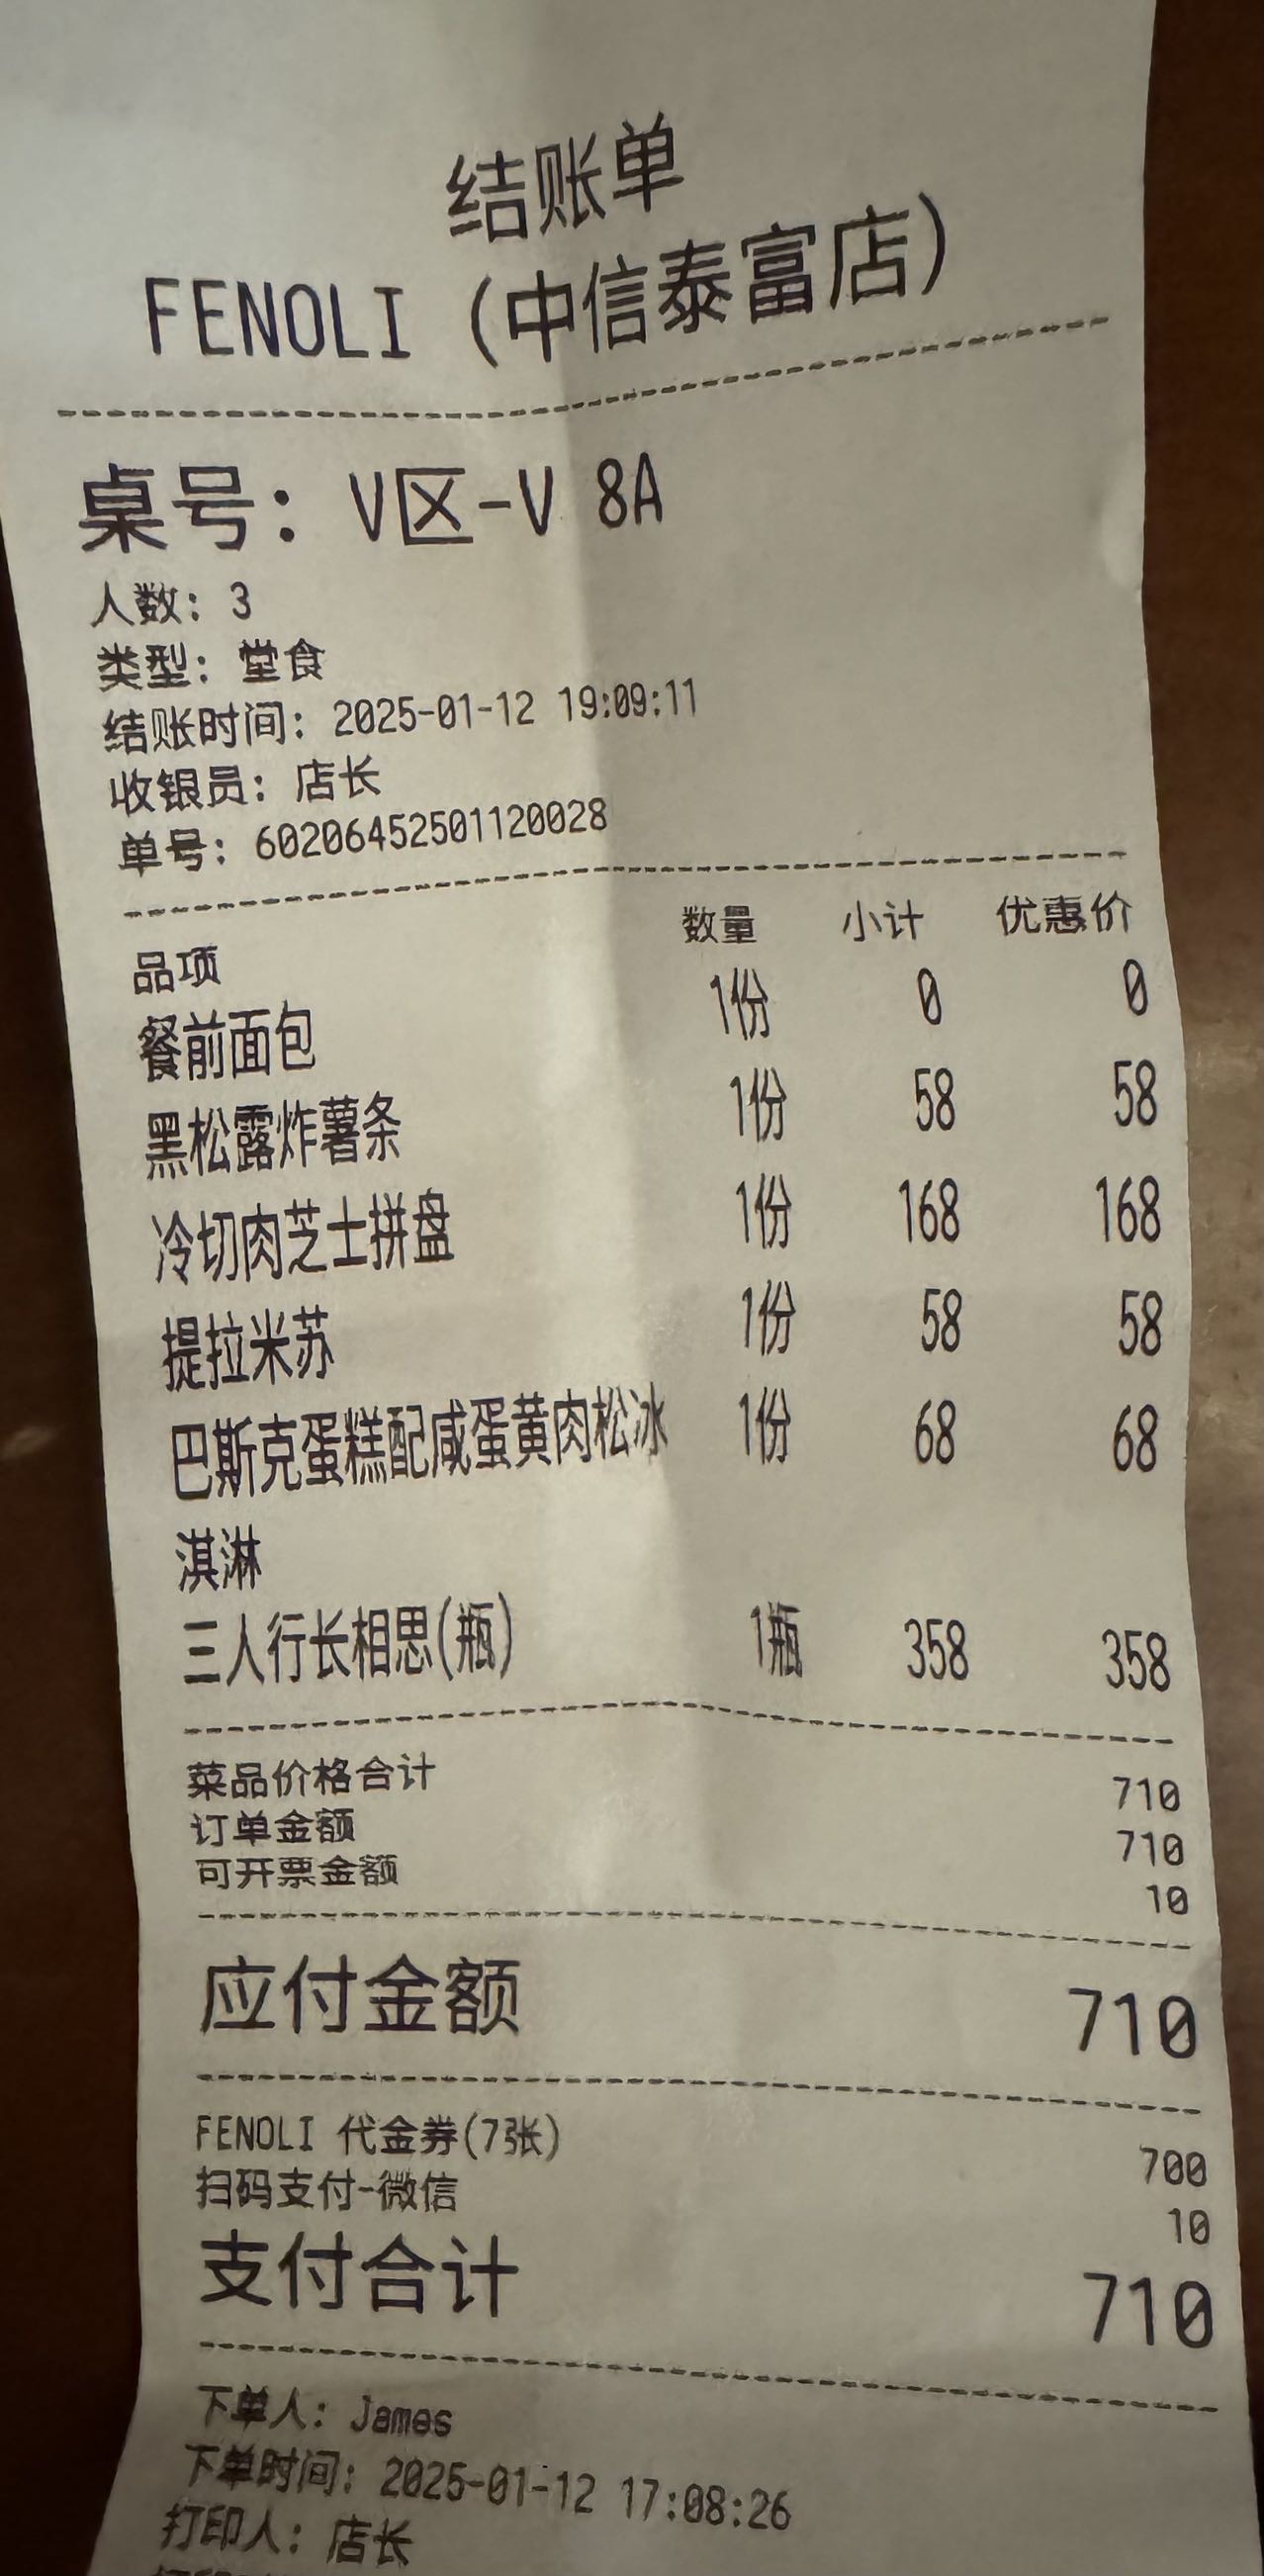 结账单
FENOLI (中信泰富店)
桌号: V区-V 8A
人数: 3
类型: 堂食
结账时间: 2025-01-12 19:09:11
收银员: 店长
单号: 60206452501120028
品项 数量 小计 优惠价
餐前面包 1份 0 0
黑松露炸薯条 1份 58 58
冷切肉芝士拼盘 1份 168 168
提拉米苏 1份 58 58
巴斯克蛋糕配咸蛋黄肉松冰 1份 68 68
淇淋
三人行长相思(瓶) 1瓶 358 358
菜品价格合计 710
订单金额 710
可开票金额 10
应付金额 710
FENOLI 代金券(7张) 700
扫码支付-微信 10
支付合计 710
下单人: James
下单时间: 2025-01-12 17:08:26
打印人: 店长